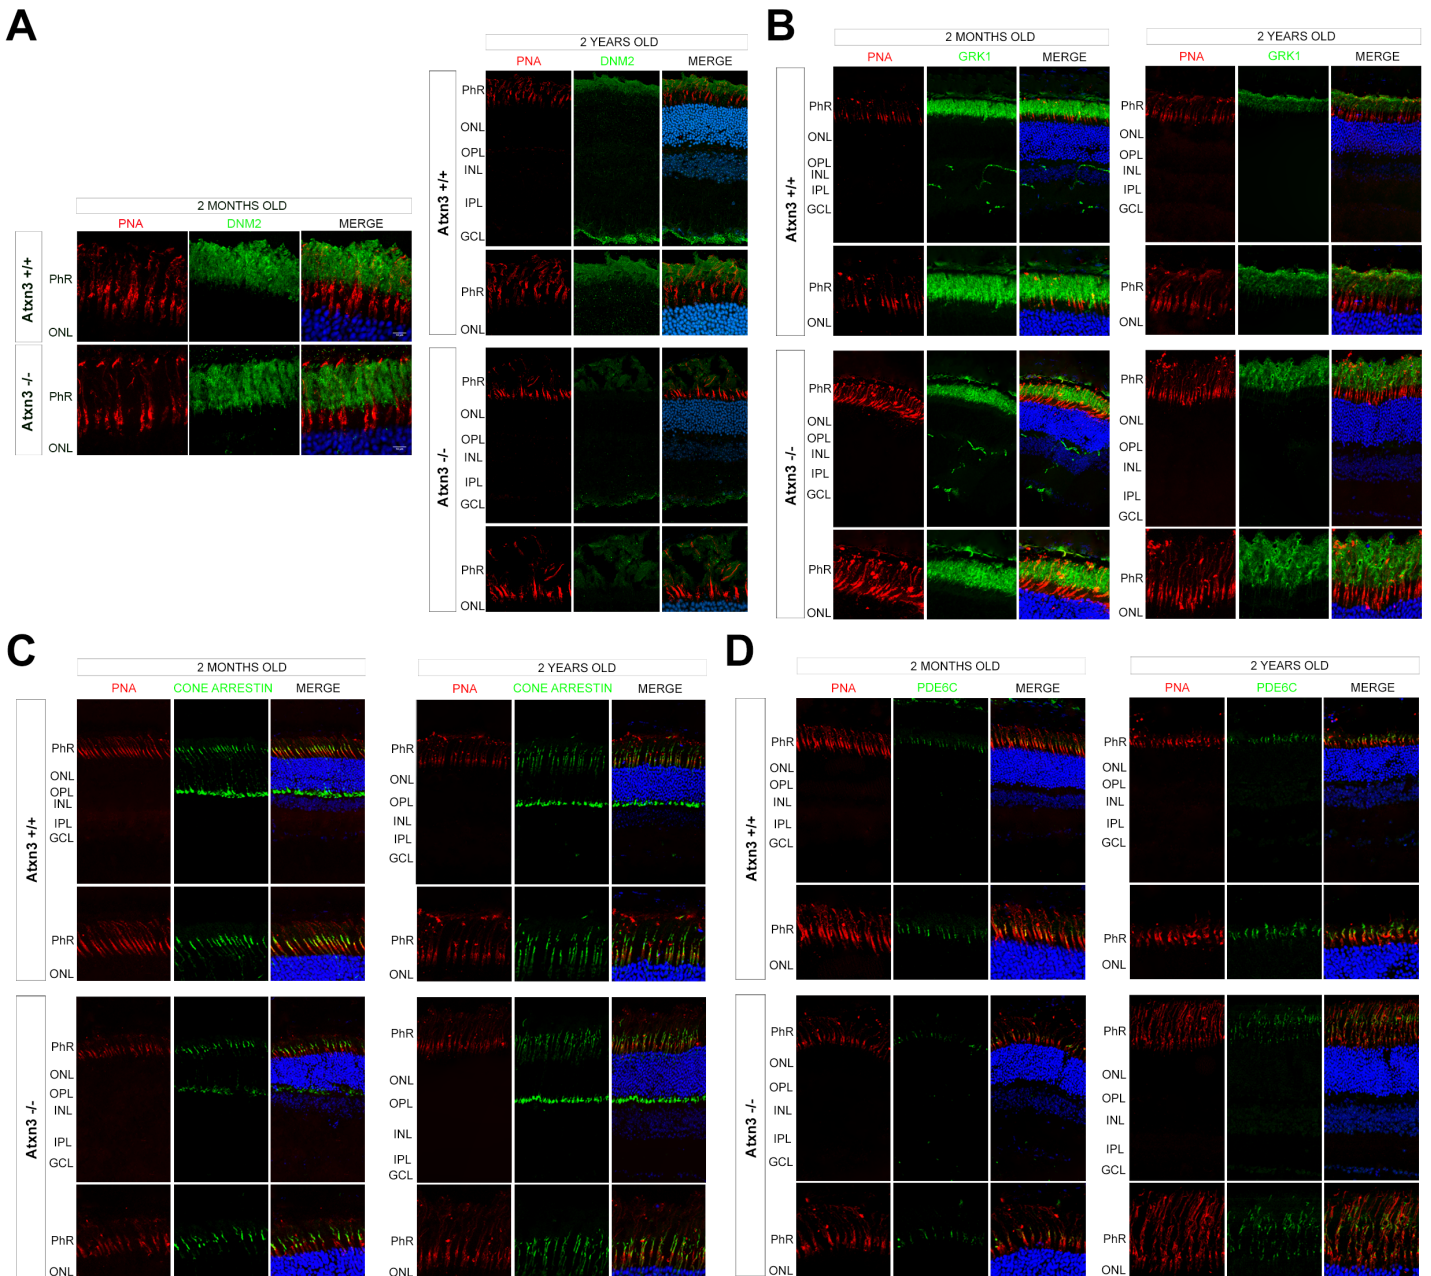 A
2 MONTHS OLD
PNA DNM2 MERGE
Atxn3 +/+
PhR
ONL
Atxn3 -/-
PhR
ONL
2 YEARS OLD
PNA DNM2 MERGE
Atxn3 +/+
PhR
ONL
OPL
INL
IPL
GCL
PhR
ONL
Atxn3 -/-
PhR
ONL
OPL
INL
IPL
GCL
PhR
ONL
B
2 MONTHS OLD
PNA GRK1 MERGE
Atxn3 +/+
PhR
ONL
OPL
INL
IPL
GCL
PhR
ONL
Atxn3 -/-
PhR
ONL
OPL
INL
IPL
GCL
PhR
ONL
2 YEARS OLD
PNA GRK1 MERGE
PhR
ONL
OPL
INL
IPL
GCL
PhR
ONL
PhR
ONL
OPL
INL
IPL
GCL
PhR
ONL
C
2 MONTHS OLD
PNA CONE ARRESTIN MERGE
Atxn3 +/+
PhR
ONL
OPL
INL
IPL
GCL
PhR
ONL
Atxn3 -/-
PhR
ONL
OPL
INL
IPL
GCL
PhR
ONL
2 YEARS OLD
PNA CONE ARRESTIN MERGE
PhR
ONL
OPL
INL
IPL
GCL
PhR
ONL
PhR
ONL
OPL
INL
IPL
GCL
PhR
ONL
D
2 MONTHS OLD
PNA PDE6C MERGE
Atxn3 +/+
PhR
ONL
OPL
INL
IPL
GCL
PhR
ONL
Atxn3 -/-
PhR
ONL
OPL
INL
IPL
GCL
PhR
ONL
2 YEARS OLD
PNA PDE6C MERGE
PhR
ONL
OPL
INL
IPL
GCL
PhR
ONL
PhR
ONL
OPL
INL
IPL
GCL
PhR
ONL